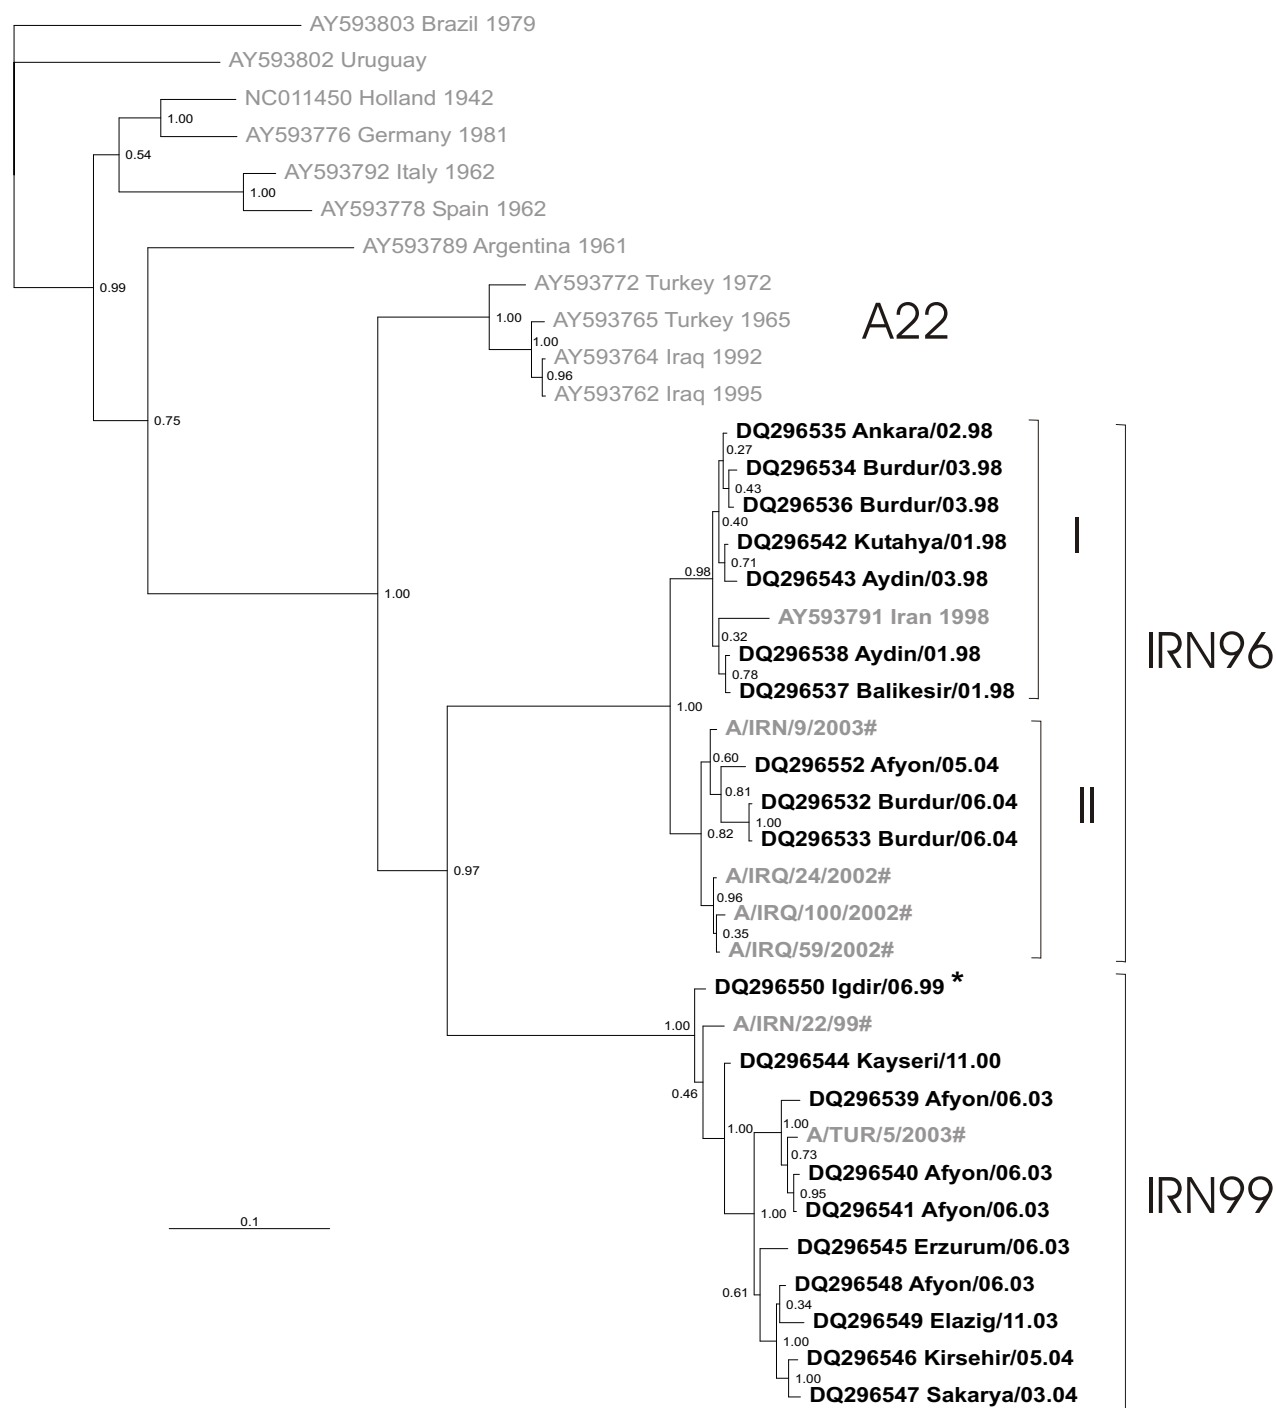 AY593803 Brazil 1979
AY593802 Uruguay
NC011450 Holland 1942
1.00
AY593776 Germany 1981
0.54
AY593792 Italy 1962
1.00
AY593778 Spain 1962
AY593789 Argentina 1961
0.99
AY593772 Turkey 1972
1.00
AY593765 Turkey 1965
A22
1.00
AY593764 Iraq 1992
0.96
AY593762 Iraq 1995
0.75
DQ296535 Ankara/02.98
0.27
DQ296534 Burdur/03.98
0.43
DQ296536 Burdur/03.98
0.40
I
DQ296542 Kutahya/01.98
0.71
0.98
DQ296543 Aydin/03.98
1.00
AY593791 Iran 1998
0.32
IRN96
DQ296538 Aydin/01.98
0.78
DQ296537 Balikesir/01.98
1.00
A/IRN/9/2003#
0.60
DQ296552 Afyon/05.04
0.81
DQ296532 Burdur/06.04
II
1.00
0.82
DQ296533 Burdur/06.04
0.97
A/IRQ/24/2002#
0.96
A/IRQ/100/2002#
0.35
A/IRQ/59/2002#
DQ296550 Igdir/06.99 *
1.00
A/IRN/22/99#
DQ296544 Kayseri/11.00
0.46
DQ296539 Afyon/06.03
1.00
1.00
A/TUR/5/2003#
0.73
DQ296540 Afyon/06.03
0.95
IRN99
DQ296541 Afyon/06.03
1.00
0.1
DQ296545 Erzurum/06.03
DQ296548 Afyon/06.03
0.61
0.34
DQ296549 Elazig/11.03
1.00
DQ296546 Kirsehir/05.04
1.00
DQ296547 Sakarya/03.04